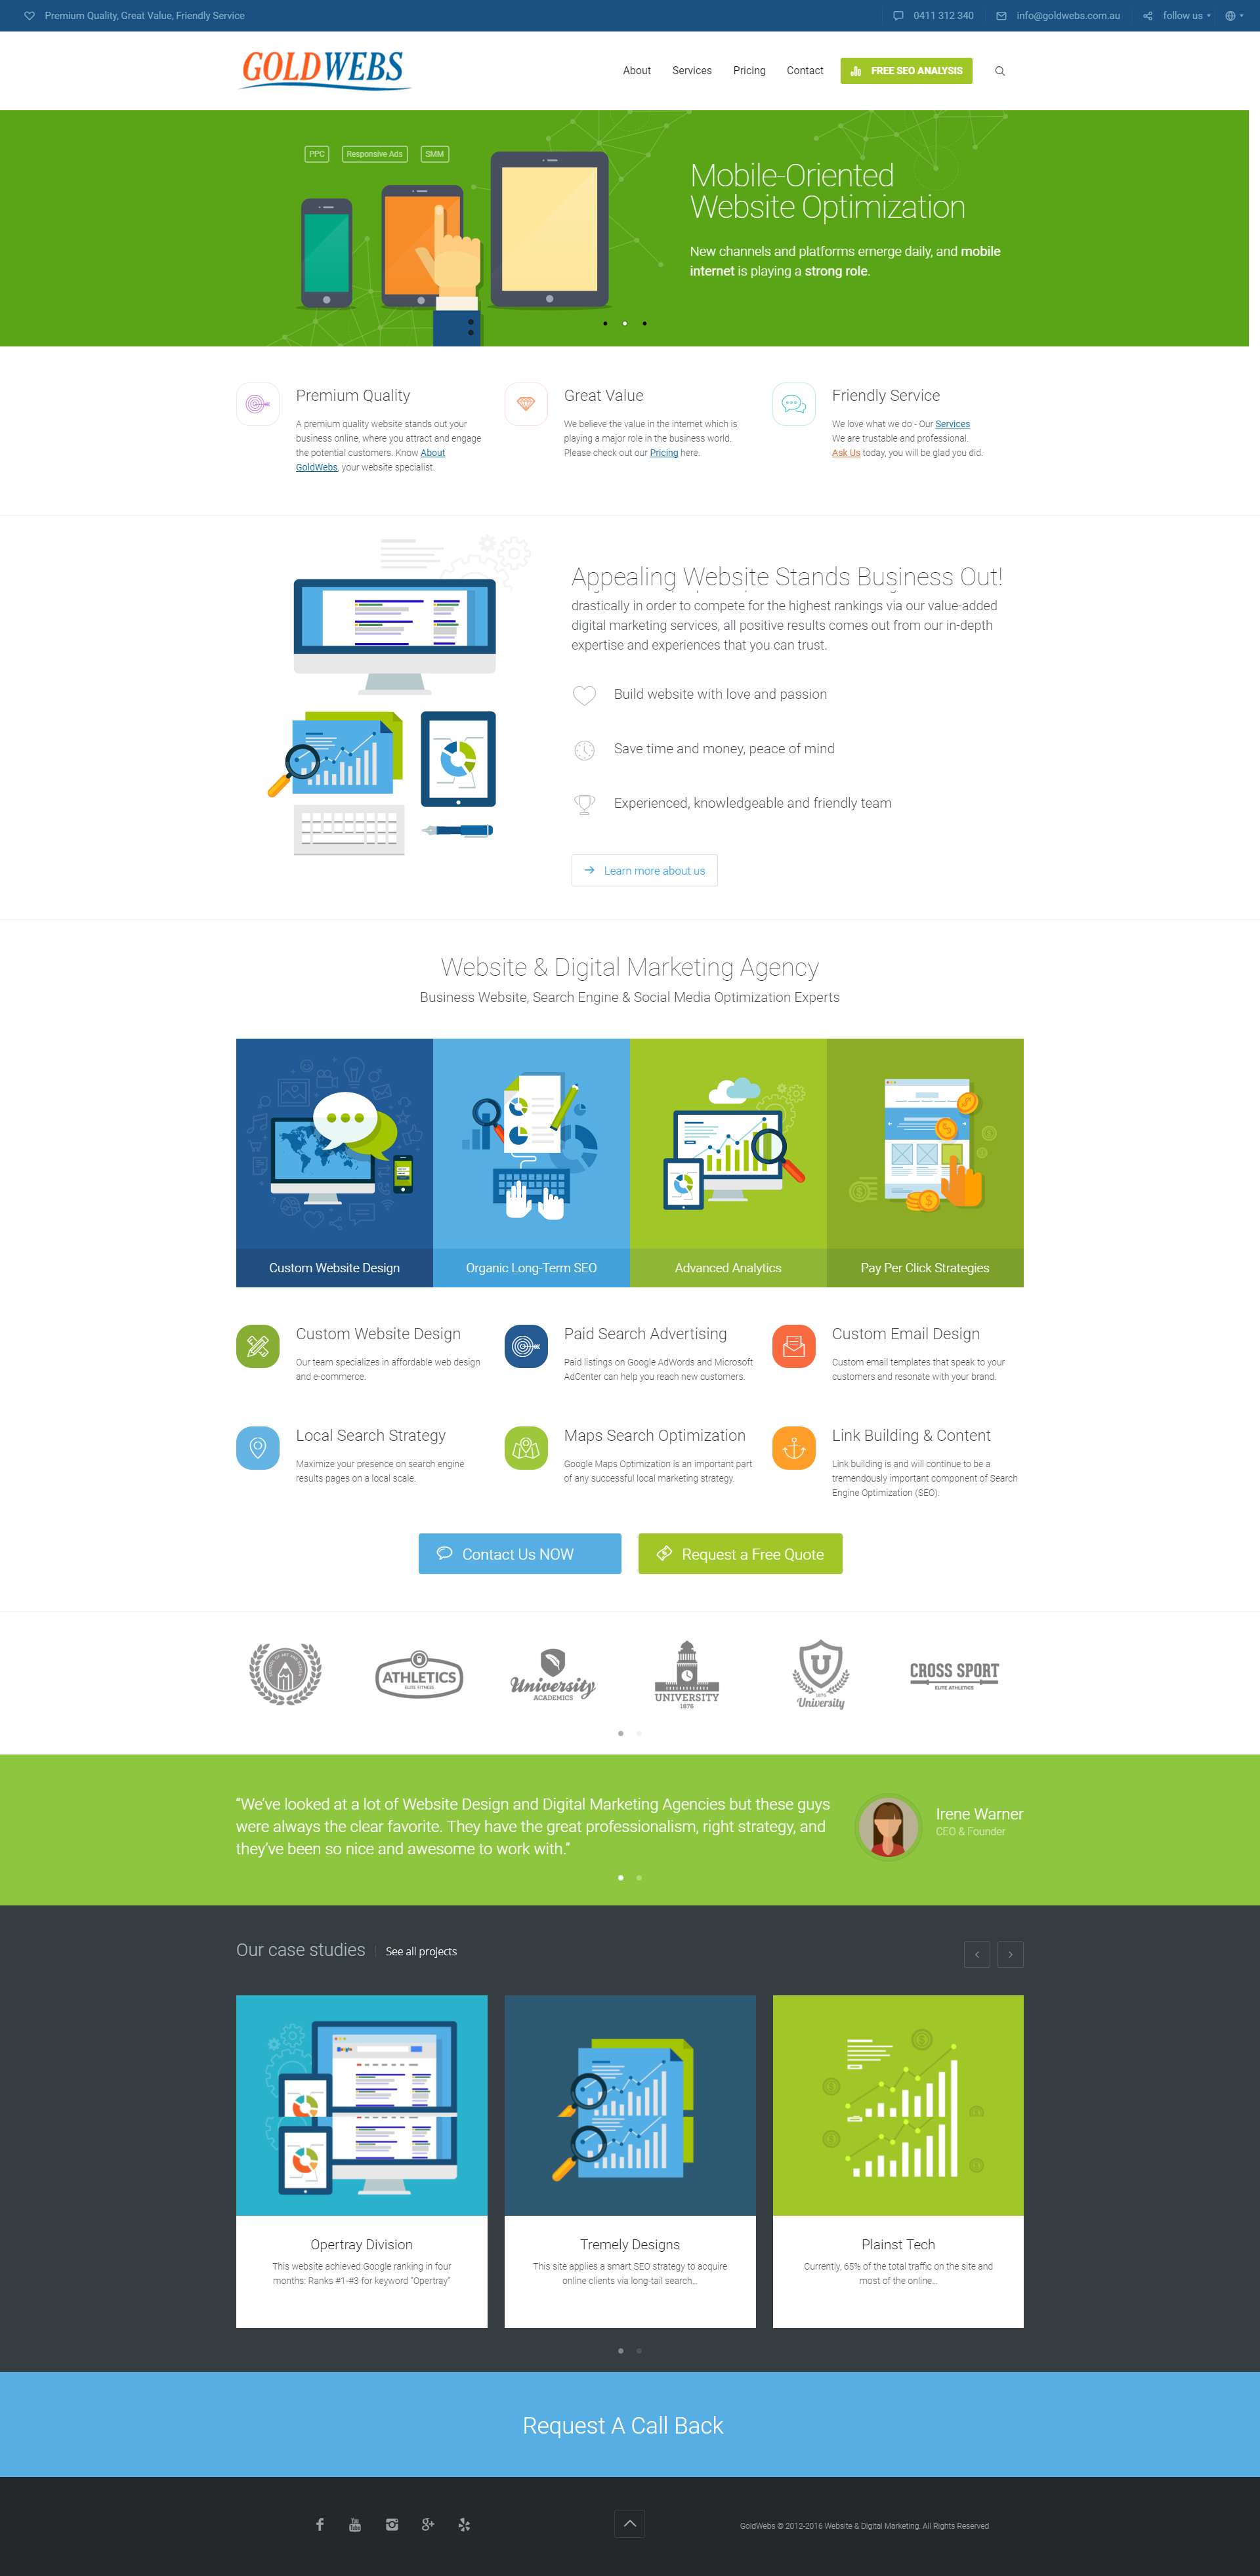 Premium Quality, Great Value, Friendly Service
0411 312 340
info@goldwebs.com.au
follow us
GOLDWEBS
About
Services
Pricing
Contact
FREE SEO ANALYSIS
PPC
Responsive Ads
SMM
Mobile-Oriented
Website Optimization
New channels and platforms emerge daily, and mobile
internet is playing a strong role.
Premium Quality
A premium quality website stands out your
business online, where you attract and engage
the potential customers. Know About
GoldWebs, your website specialist.
Great Value
We believe the value in the internet which is
playing a major role in the business world.
Please check out our Pricing here.
Friendly Service
We love what we do - Our Services
We are trustable and professional.
Ask Us today, you will be glad you did.
Appealing Website Stands Business Out!
drastically in order to compete for the highest rankings via our value-added
digital marketing services, all positive results comes out from our in-depth
expertise and experiences that you can trust.
Build website with love and passion
Save time and money, peace of mind
Experienced, knowledgeable and friendly team
Learn more about us
Website & Digital Marketing Agency
Business Website, Search Engine & Social Media Optimization Experts
Custom Website Design
Organic Long-Term SEO
Advanced Analytics
Pay Per Click Strategies
Custom Website Design
Our team specializes in affordable web design
and e-commerce.
Paid Search Advertising
Paid listings on Google AdWords and Microsoft
AdCenter can help you reach new customers.
Custom Email Design
Custom email templates that speak to your
customers and resonate with your brand.
Local Search Strategy
Maximize your presence on search engine
results pages on a local scale.
Maps Search Optimization
Google Maps Optimization is an important part
of any successful local marketing strategy.
Link Building & Content
Link building is and will continue to be a
tremendously important component of Search
Engine Optimization (SEO).
Contact Us NOW
Request a Free Quote
ATHLETICS
ELITE FITNESS
University
ACADEMICS
UNIVERSITY
1876
U
1876
University
CROSS SPORT
ELITE ATHLETICS
“We’ve looked at a lot of Website Design and Digital Marketing Agencies but these guys
were always the clear favorite. They have the great professionalism, right strategy, and
they’ve been so nice and awesome to work with.”
Irene Warner
CEO & Founder
Our case studies
See all projects
Google
Opertray Division
This website achieved Google ranking in four
months: Ranks #1-#3 for keyword “Opertray”
Tremely Designs
This site applies a smart SEO strategy to acquire
online clients via long-tail search...
Plainst Tech
Currently, 65% of the total traffic on the site and
most of the online...
Request A Call Back
You
Tube
GoldWebs © 2012-2016 Website & Digital Marketing. All Rights Reserved